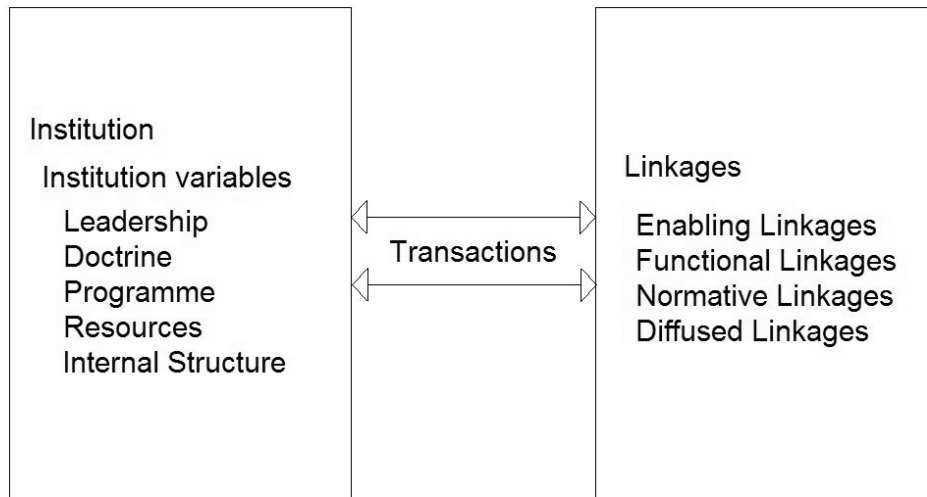 Institution
Institution variables
Leadership
Doctrine
Programme
Resources
Internal Structure
Transactions
Linkages
Enabling Linkages
Functional Linkages
Normative Linkages
Diffused Linkages